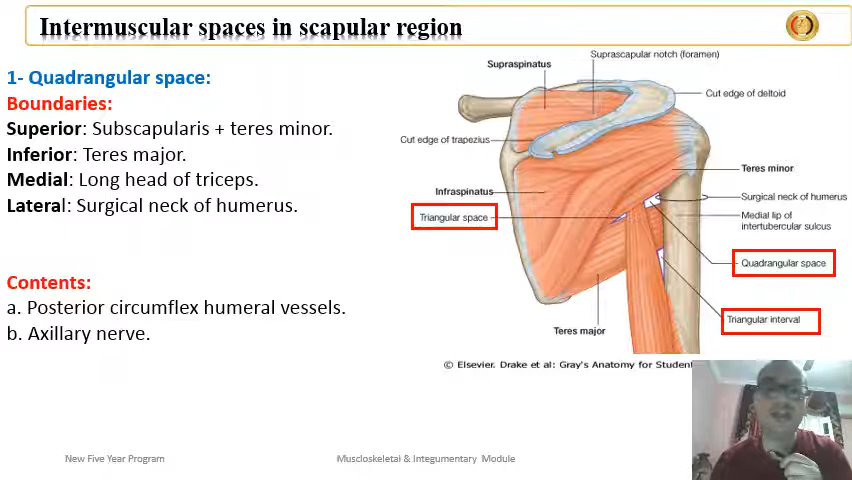 Intermuscular spaces in scapular region
1- Quadrangular space:
Boundaries:
Superior: Subscapularis + teres minor.
Inferior: Teres major.
Medial: Long head of triceps.
Lateral: Surgical neck of humerus.
Contents:
a. Posterior circumflex humeral vessels.
b. Axillary nerve.
Suprascapular notch (foramen)
Supraspinatus
Cut edge of deltoid
Cut edge of trapezius
Teres minor
Infraspinatus
Surgical neck of humerus
Triangular space
Medial lip of
intertubercular sulcus
Quadrangular space
Triangular interval
Teres major
© Elsevier. Drake et al: Gray's Anatomy for Student
New Five Year Program
Muscloskeletal & Integumentary Module